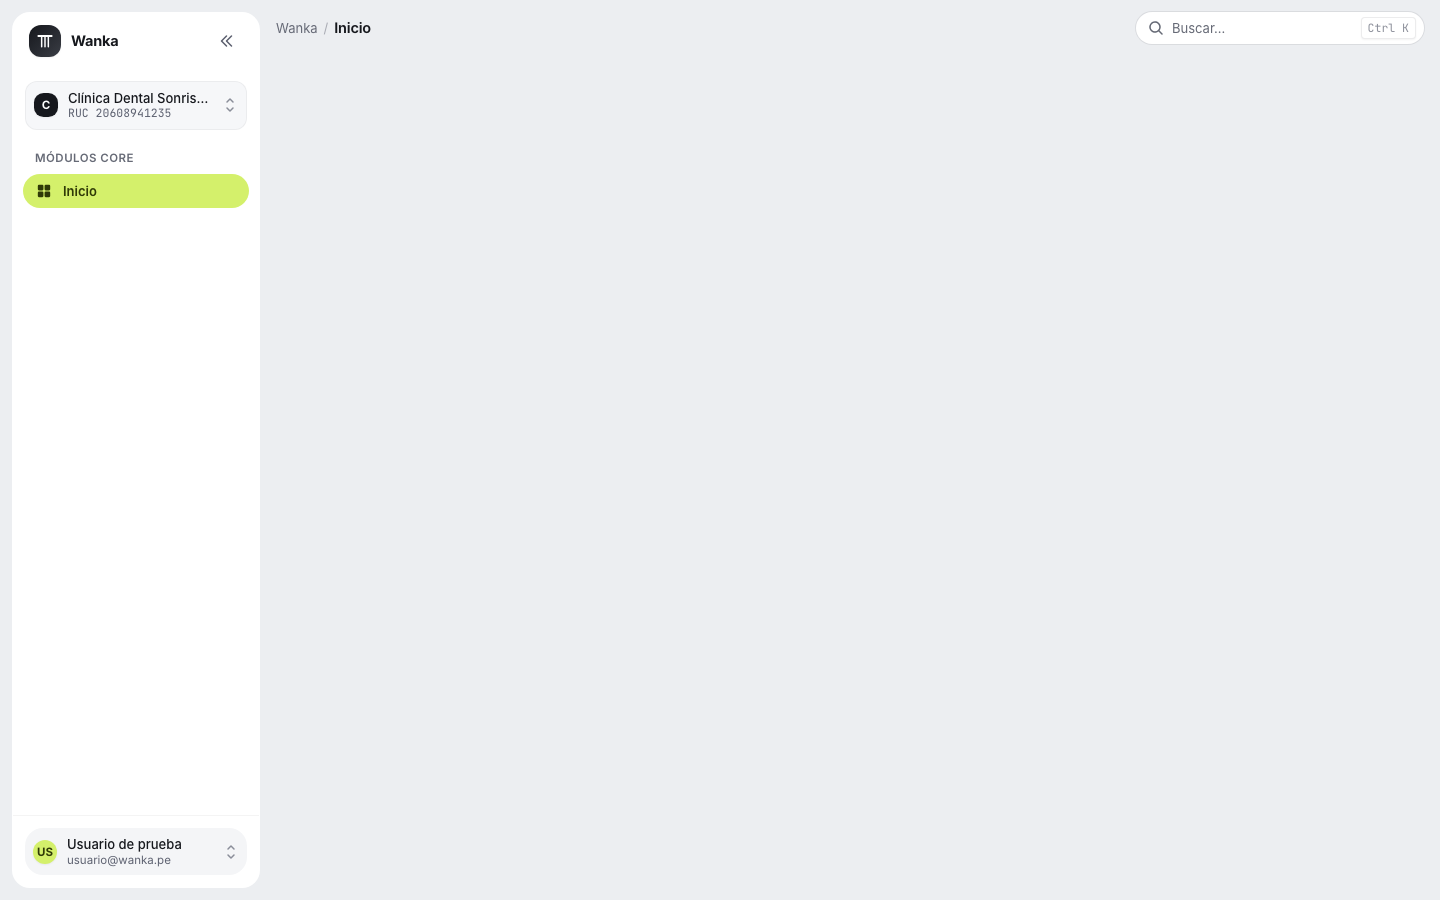 Wanka
Wanka / Inicio
Buscar...
Ctrl K
C
Clínica Dental Sonris...
RUC 20608941235
MÓDULOS CORE
Inicio
US
Usuario de prueba
usuario@wanka.pe